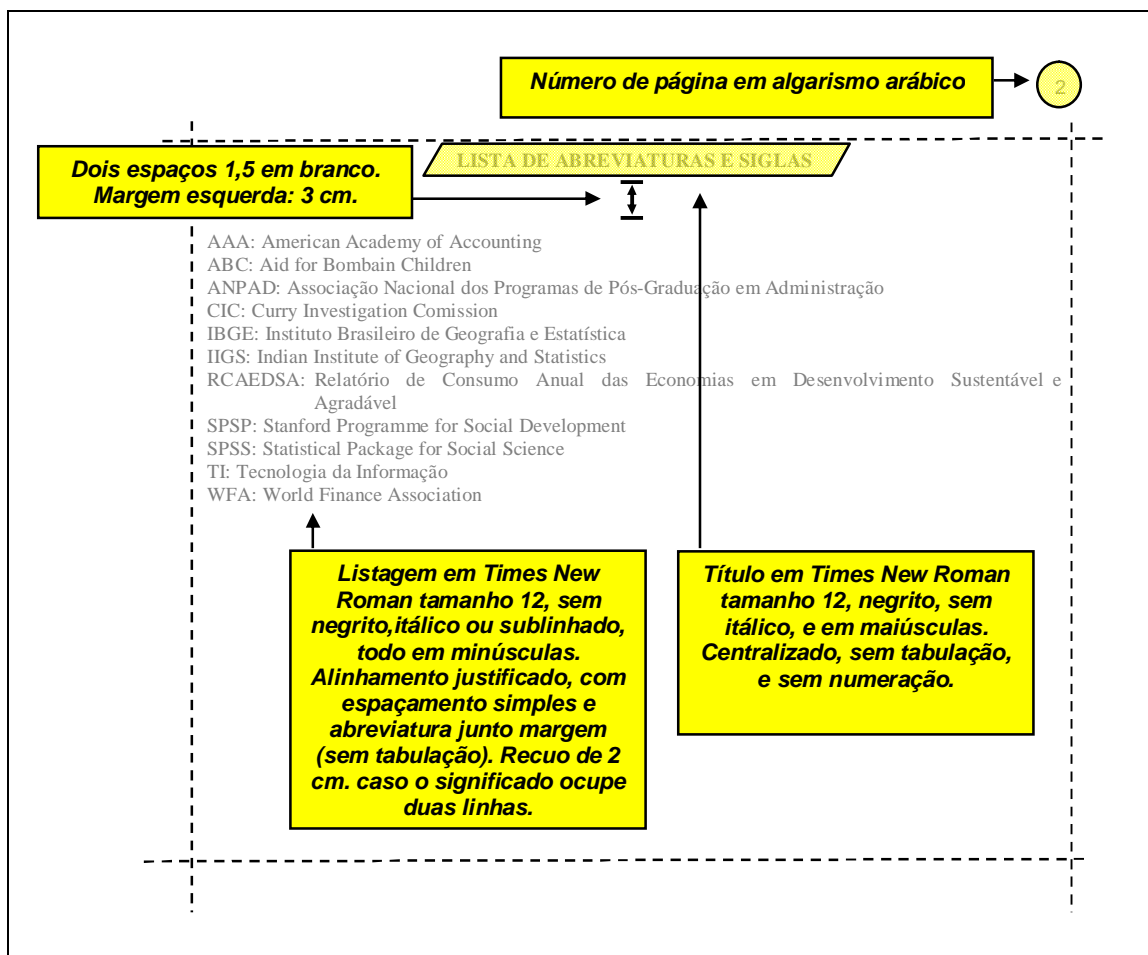 Número de página em algarismo arábico
2
LISTA DE ABREVIATURAS E SIGLAS
Dois espaços 1,5 em branco.
Margem esquerda: 3 cm.
AAA: American Academy of Accounting
ABC: Aid for Bombain Children
ANPAD: Associação Nacional dos Programas de Pós-Graduação em Administração
CIC: Curry Investigation Comission
IBGE: Instituto Brasileiro de Geografia e Estatística
IIGS: Indian Institute of Geography and Statistics
RCAEDSA: Relatório de Consumo Anual das Economias em Desenvolvimento Sustentável e
Agradável
SPSP: Stanford Programme for Social Development
SPSS: Statistical Package for Social Science
TI: Tecnologia da Informação
WFA: World Finance Association
Listagem em Times New
Roman tamanho 12, sem
negrito,itálico ou sublinhado,
todo em minúsculas.
Alinhamento justificado, com
espaçamento simples e
abreviatura junto margem
(sem tabulação). Recuo de 2
cm. caso o significado ocupe
duas linhas.
Título em Times New Roman
tamanho 12, negrito, sem
itálico, e em maiúsculas.
Centralizado, sem tabulação,
e sem numeração.